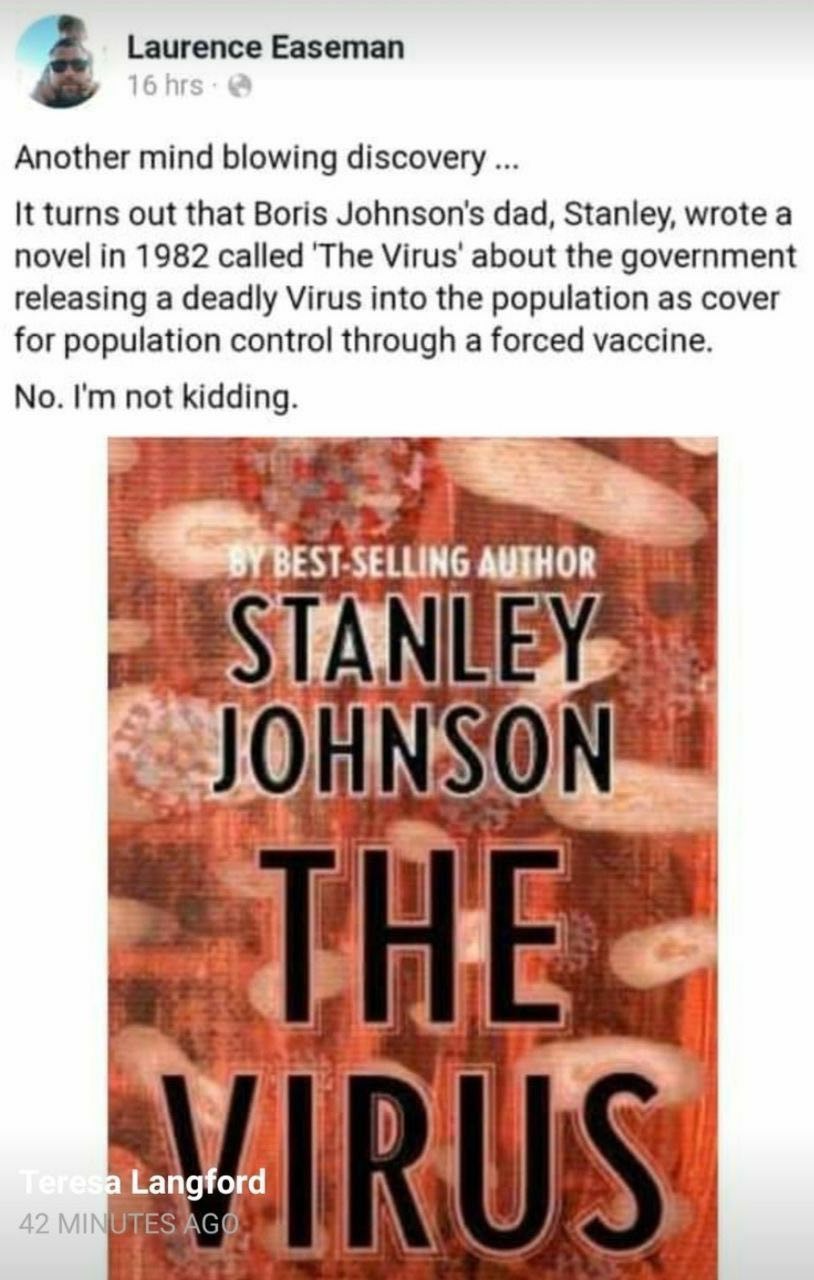 Laurence Easeman
16 hrs ·
Another mind blowing discovery ...
It turns out that Boris Johnson's dad, Stanley, wrote a
novel in 1982 called 'The Virus' about the government
releasing a deadly Virus into the population as cover
for population control through a forced vaccine.
No. I'm not kidding.
BY BEST-SELLING AUTHOR
STANLEY
JOHNSON
THE
VIRUS
Teresa Langford
42 MINUTES AGO